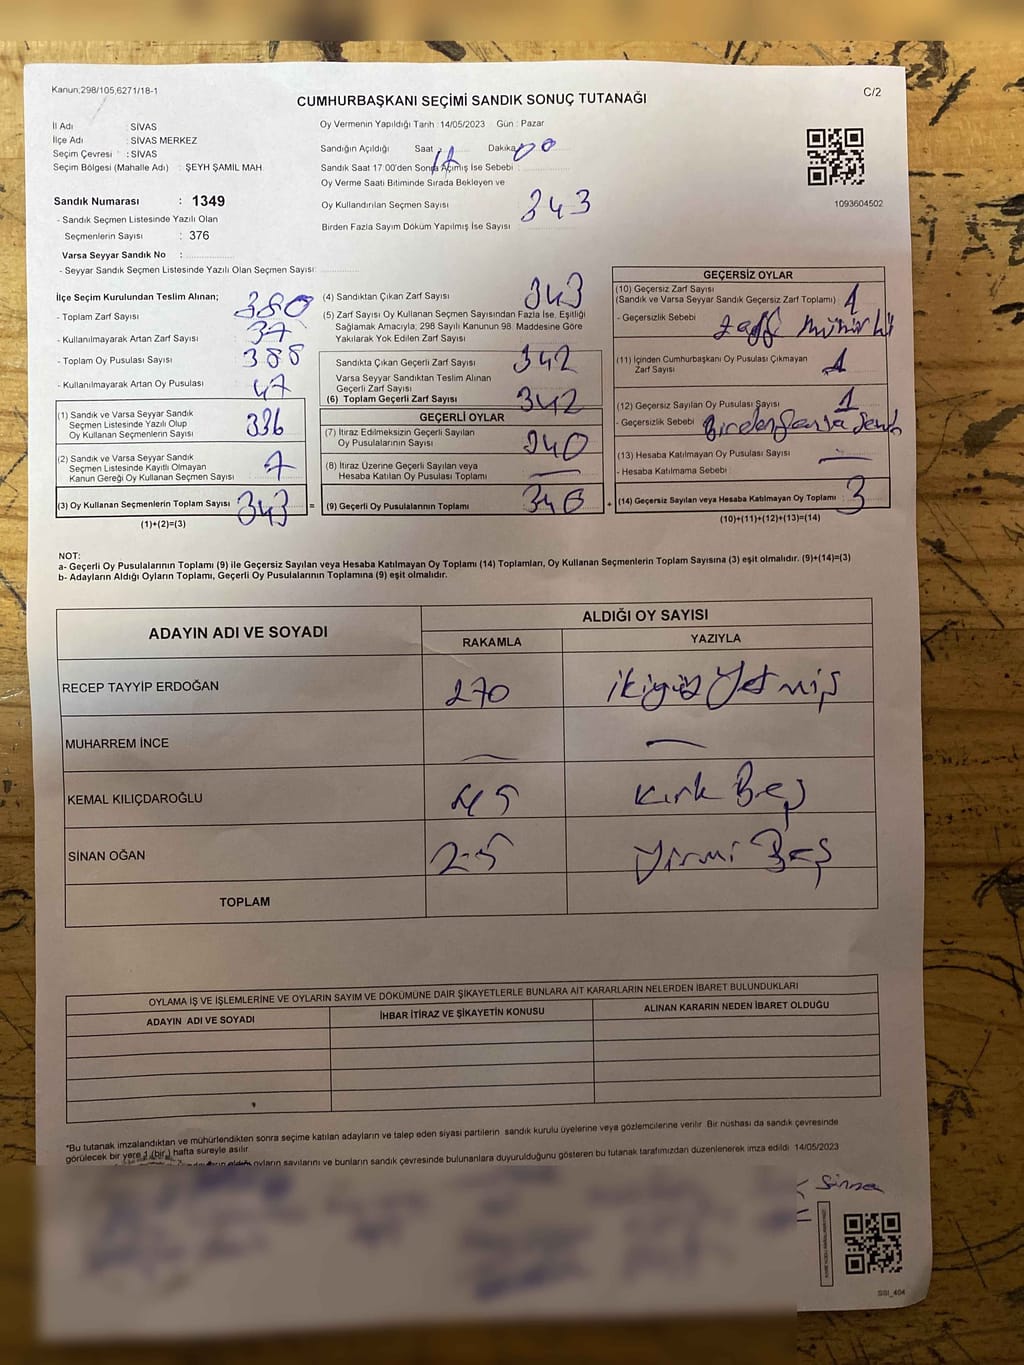 Kanun;298/105,6271/18-1
C/2
CUMHURBAŞKANI SEÇİMİ SANDIK SONUÇ TUTANAĞI
İl Adı : SİVAS
İlçe Adı : SİVAS MERKEZ
Seçim Çevresi : SİVAS
Seçim Bölgesi (Mahalle Adı) : ŞEYH ŞAMİL MAH
Oy Vermenin Yapıldığı Tarih : 14/05/2023 Gün : Pazar
Sandığın Açıldığı Saat : 17 Dakika 00
Sandık Saat 17:00'den Sonra Açılmış İse Sebebi :
Oy Verme Saati Bitiminde Sırada Bekleyen ve
Oy Kullandırılan Seçmen Sayısı 343
Birden Fazla Sayım Döküm Yapılmış İse Sayısı
1093604502
Sandık Numarası : 1349
- Sandık Seçmen Listesinde Yazılı Olan
Seçmenlerin Sayısı : 376
Varsa Seyyar Sandık No :
- Seyyar Sandık Seçmen Listesinde Yazılı Olan Seçmen Sayısı:
İlçe Seçim Kurulundan Teslim Alınan;
- Toplam Zarf Sayısı 380
- Kullanılmayarak Artan Zarf Sayısı 37
- Toplam Oy Pusulası Sayısı 388
- Kullanılmayarak Artan Oy Pusulası 47
(1) Sandık ve Varsa Seyyar Sandık
Seçmen Listesinde Yazılı Olup
Oy Kullanan Seçmenlerin Sayısı 336
(2) Sandık ve Varsa Seyyar Sandık
Seçmen Listesinde Kayıtlı Olmayan
Kanun Gereği Oy Kullanan Seçmen Sayısı 7
(3) Oy Kullanan Seçmenlerin Toplam Sayısı 343 =
(1)+(2)=(3)
(4) Sandıktan Çıkan Zarf Sayısı 343
(5) Zarf Sayısı Oy Kullanan Seçmen Sayısından Fazla İse, Eşitliği
Sağlamak Amacıyla; 298 Sayılı Kanunun 98. Maddesine Göre
Yakılarak Yok Edilen Zarf Sayısı
Sandıkta Çıkan Geçerli Zarf Sayısı 342
Varsa Seyyar Sandıktan Teslim Alınan
Geçerli Zarf Sayısı
(6) Toplam Geçerli Zarf Sayısı 342
GEÇERLİ OYLAR
(7) İtiraz Edilmeksizin Geçerli Sayılan
Oy Pusulalarının Sayısı 340
(8) İtiraz Üzerine Geçerli Sayılan veya
Hesaba Katılan Oy Pusulası Toplamı —
(9) Geçerli Oy Pusulalarının Toplamı 340 +
GEÇERSİZ OYLAR
(10) Geçersiz Zarf Sayısı
(Sandık ve Varsa Seyyar Sandık Geçersiz Zarf Toplamı) 1
- Geçersizlik Sebebi zarf mühürlü
(11) İçinden Cumhurbaşkanı Oy Pusulası Çıkmayan
Zarf Sayısı 1
(12) Geçersiz Sayılan Oy Pusulası Sayısı 1
- Geçersizlik Sebebi Birden fazla
(13) Hesaba Katılmayan Oy Pusulası Sayısı —
- Hesaba Katılmama Sebebi
(14) Geçersiz Sayılan veya Hesaba Katılmayan Oy Toplamı 3
(10)+(11)+(12)+(13)=(14)
NOT:
a- Geçerli Oy Pusulalarının Toplamı (9) ile Geçersiz Sayılan veya Hesaba Katılmayan Oy Toplamı (14) Toplamları, Oy Kullanan Seçmenlerin Toplam Sayısına (3) eşit olmalıdır. (9)+(14)=(3)
b- Adayların Aldığı Oyların Toplamı, Geçerli Oy Pusulalarının Toplamına (9) eşit olmalıdır.
ADAYIN ADI VE SOYADI
ALDIĞI OY SAYISI
RAKAMLA YAZIYLA
RECEP TAYYİP ERDOĞAN 270 ikiyüz Yetmiş
MUHARREM İNCE — —
KEMAL KILIÇDAROĞLU 45 Kırk Beş
SİNAN OĞAN 25 Yirmi Beş
TOPLAM
OYLAMA İŞ VE İŞLEMLERİNE VE OYLARIN SAYIM VE DÖKÜMÜNE DAİR ŞİKAYETLERLE BUNLARA AİT KARARLARIN NELERDEN İBARET BULUNDUKLARI
ADAYIN ADI VE SOYADI İHBAR İTİRAZ VE ŞİKAYETİN KONUSU ALINAN KARARIN NEDEN İBARET OLDUĞU
*Bu tutanak imzalandıktan ve mühürlendikten sonra seçime katılan adayların ve talep eden siyasi partilerin sandık kurulu üyelerine veya gözlemcilerine verilir. Bir nüshası da sandık çevresinde
görülecek bir yere 1 (bir) hafta süreyle asılır.
oyların sayılarını ve bunların sandık çevresinde bulunanlara duyurulduğunu gösteren bu tutanak tarafımızdan düzenlenerek imza edildi. 14/05/2023
SSI_404